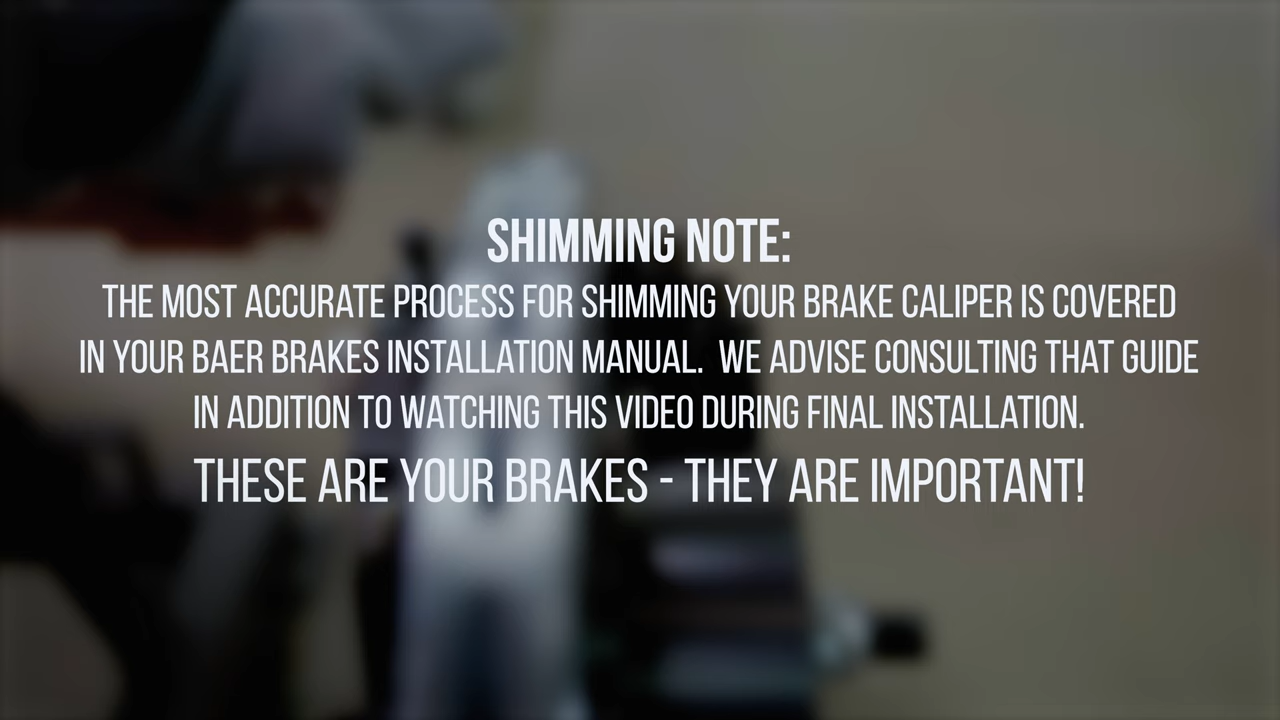 SHIMMING NOTE:
THE MOST ACCURATE PROCESS FOR SHIMMING YOUR BRAKE CALIPER IS COVERED
IN YOUR BAER BRAKES INSTALLATION MANUAL.  WE ADVISE CONSULTING THAT GUIDE
IN ADDITION TO WATCHING THIS VIDEO DURING FINAL INSTALLATION.
THESE ARE YOUR BRAKES - THEY ARE IMPORTANT!